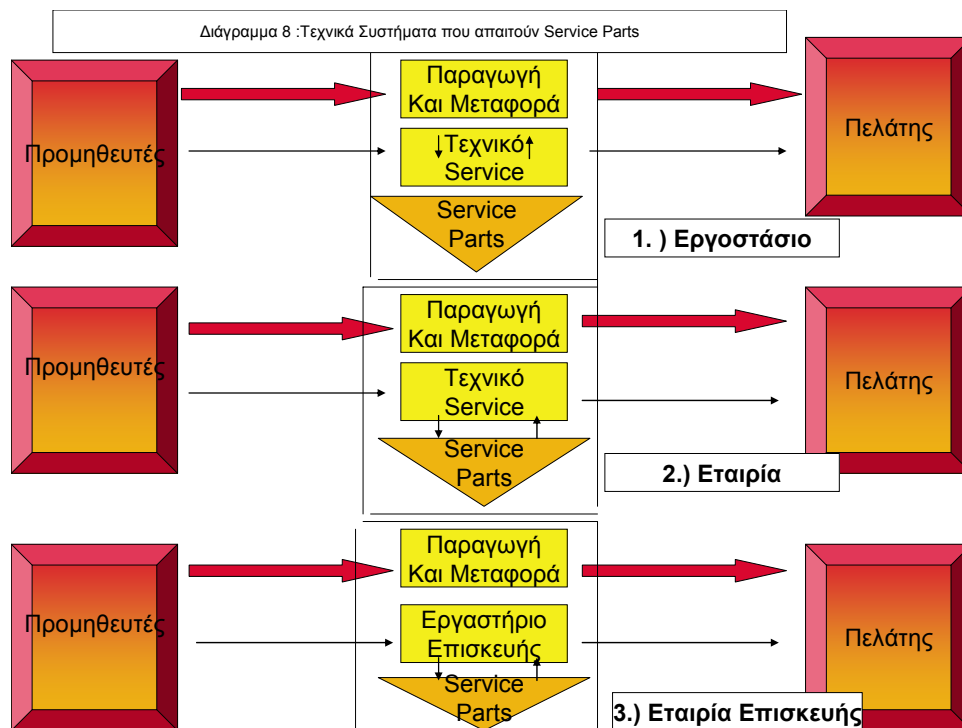 Διάγραμμα 8 :Τεχνικά Συστήματα που απαιτούν Service Parts
Προμηθευτές
Παραγωγή
Και Μεταφορά
Τεχνικό
Service
Service
Parts
Πελάτης
1. ) Εργοστάσιο
Προμηθευτές
Παραγωγή
Και Μεταφορά
Τεχνικό
Service
Service
Parts
Πελάτης
2.) Εταιρία
Προμηθευτές
Παραγωγή
Και Μεταφορά
Εργαστήριο
Επισκευής
Service
Parts
Πελάτης
3.) Εταιρία Επισκευής